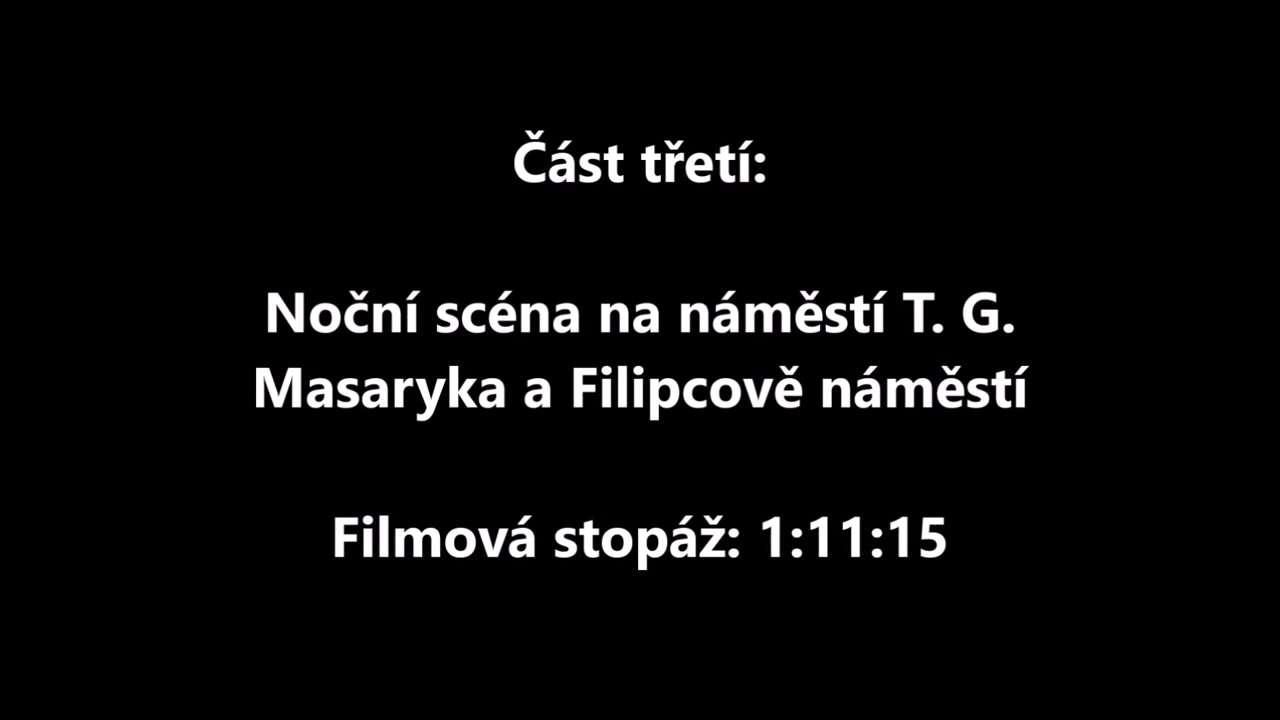 Část třetí:
Noční scéna na náměstí T. G.
Masaryka a Filipcově náměstí
Filmová stopáž: 1:11:15